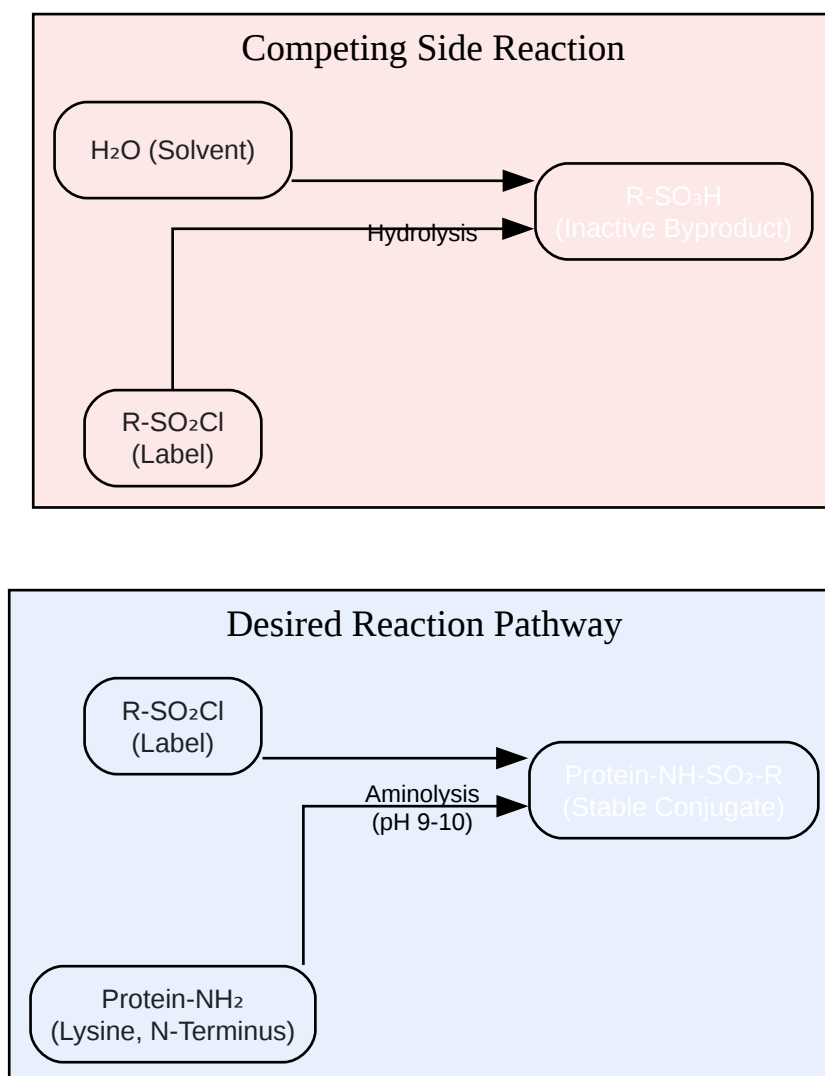 Competing Side Reaction
H₂O (Solvent)
R-SO₃H
(Inactive Byproduct)
Hydrolysis
R-SO₂Cl
(Label)
Desired Reaction Pathway
R-SO₂Cl
(Label)
Protein-NH-SO₂-R
(Stable Conjugate)
Aminolysis
(pH 9-10)
Protein-NH₂
(Lysine, N-Terminus)